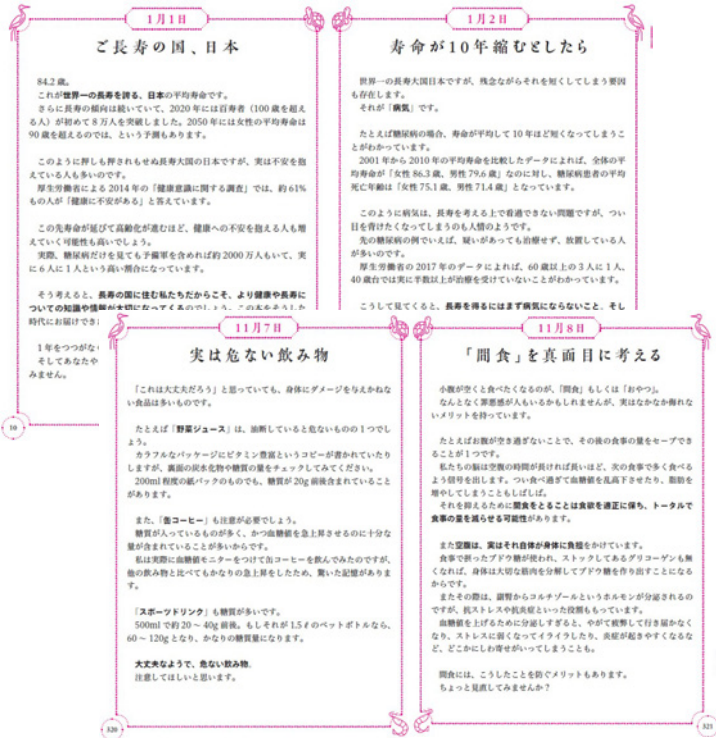 1月1日
ご長寿の国、日本
84.2 歳。
これが世界一の長寿を誇る、日本の平均寿命です。
さらに長寿の傾向は続いていて、2020年には百寿者（100歳を超え
る人）が初めて8万人を突破しました。2050年には女性の平均寿命は
90歳を超えるのでは、という予測もあります。
このように押しも押されもせぬ長寿大国の日本ですが、実は不安を抱
えている人も多いのです。
厚生労働省による2014年の「健康意識に関する調査」では、約61%
もの人が「健康に不安がある」と答えています。
この先寿命が延びて高齢化が進むほど、健康への不安を抱える人も増
えていく可能性も高いでしょう。
実際、糖尿病だけを見ても予備軍を含めれば約2000万人もいて、実
に6人に1人という高い割合になっています。
そう考えると、長寿の国に住む私たちだからこそ、より健康や長寿に
ついての知識や情報が大切になってくるのでしょう。この本をそうした
時代にお届けでき
1年をつつがな
そしてあなたや
みません。
10
1月2日
寿命が10年縮むとしたら
世界一の長寿大国日本ですが、残念ながらそれを短くしてしまう要因
も存在します。
それが「病気」です。
たとえば糖尿病の場合、寿命が平均して10年ほど短くなってしまうこ
とがわかっています。
2001年から2010年の平均寿命を比較したデータによれば、全体の平
均寿命が「女性86.3歳、男性79.6歳」なのに対し、糖尿病患者の平均
死亡年齢は「女性75.1歳、男性71.4歳」となっています。
このように病気は、長寿を考える上で看過できない問題ですが、つい
目を背けたくなってしまうのも人情のようです。
先の糖尿病の例でいえば、疑いがあっても治療せず、放置している人
が多いのです。
厚生労働省の2017年のデータによれば、60歳以上の3人に1人、
40歳台では実に半数以上が治療を受けていないことがわかっています。
こうして見てくると、長寿を得るにはまず病気にならないこと、そし
11月7日
実は危ない飲み物
「これは大丈夫だろう」と思っていても、身体にダメージを与えかねな
い食品は多いものです。
たとえば「野菜ジュース」は、油断していると危ないものの1つでし
ょう。
カラフルなパッケージにビタミン豊富というコピーが書かれていたり
しますが、裏面の炭水化物や糖質の量をチェックしてみてください。
200ml 程度の紙パックのものでも、糖質が20g前後含まれていること
があります。
また、「缶コーヒー」も注意が必要でしょう。
糖質が入っているものが多く、かつ血糖値を急上昇させるのに十分な
量が含まれていることが多いからです。
私は実際に血糖値モニターをつけて缶コーヒーを飲んでみたのですが、
他の飲み物と比べてもかなりの急上昇をしたため、驚いた記憶がありま
す。
「スポーツドリンク」も糖質が多いです。
500mlで約20～40g前後。もしそれが1.5ℓのペットボトルなら、
60～120gとなり、かなりの糖質量になります。
大丈夫なようで、危ない飲み物。
注意してほしいと思います。
320
11月8日
「間食」を真面目に考える
小腹が空くと食べたくなるのが、「間食」もしくは「おやつ」。
なんとなく罪悪感が人もいるかもしれませんが、実はなかなか侮れな
いメリットを持っています。
たとえばお腹が空き過ぎないことで、その後の食事の量をセーブでき
ることが1つです。
私たちの脳は空腹の時間が長ければ長いほど、次の食事で多く食べる
よう信号を出します。つい食べ過ぎて血糖値を乱高下させたり、脂肪を
増やしてしまうこともしばしば。
それを抑えるために間食をとることは食欲を適正に保ち、トータルで
食事の量を減らせる可能性があります。
また空腹は、実はそれ自体が身体に負担をかけています。
食事で摂ったブドウ糖が使われ、ストックしてあるグリコーゲンも無
くなれば、身体は大切な筋肉を分解してブドウ糖を作り出すことになる
からです。
またその際は、副腎からコルチゾールというホルモンが分泌されるの
ですが、抗ストレスや抗炎症といった役割ももっています。
血糖値を上げるために分泌しすぎると、やがて疲弊して行き届かなく
なり、ストレスに弱くなってイライラしたり、炎症が起きやすくなるな
ど、どこかにしわ寄せがいってしまうことも。
間食には、こうしたことを防ぐメリットもあります。
ちょっと見直してみませんか？
321